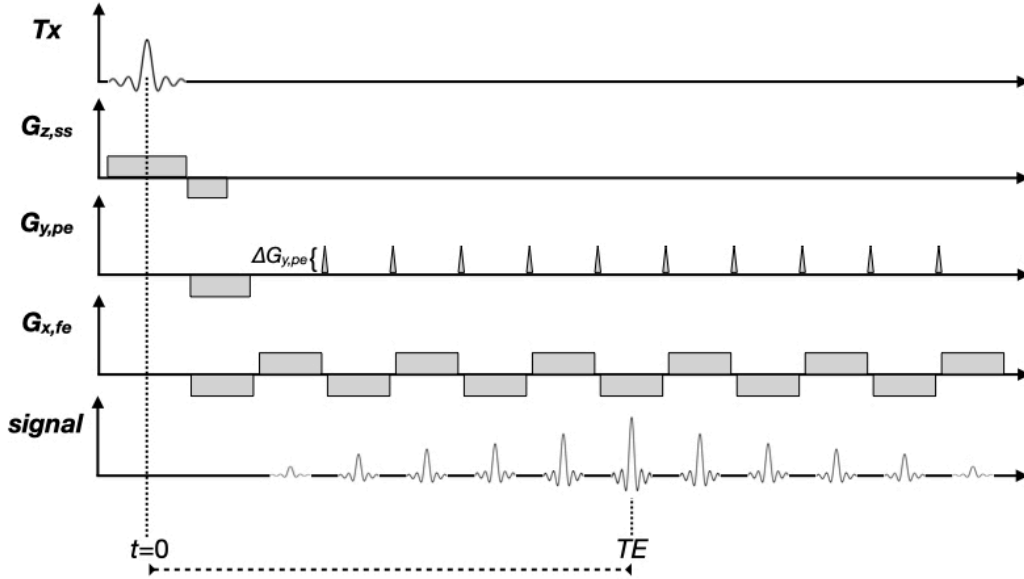 Tx
Gz,ss
Gy,pe
ΔGy,pe{
Gx,fe
signal
t=0
TE